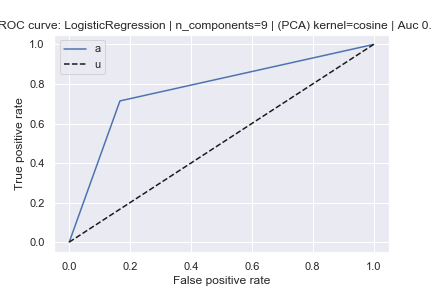 ROC curve: LogisticRegression | n_components=9 | (PCA) kernel=cosine | Auc 0.
a
u
1.0
0.8
0.6
0.4
0.2
0.0
True positive rate
0.0 0.2 0.4 0.6 0.8 1.0
False positive rate